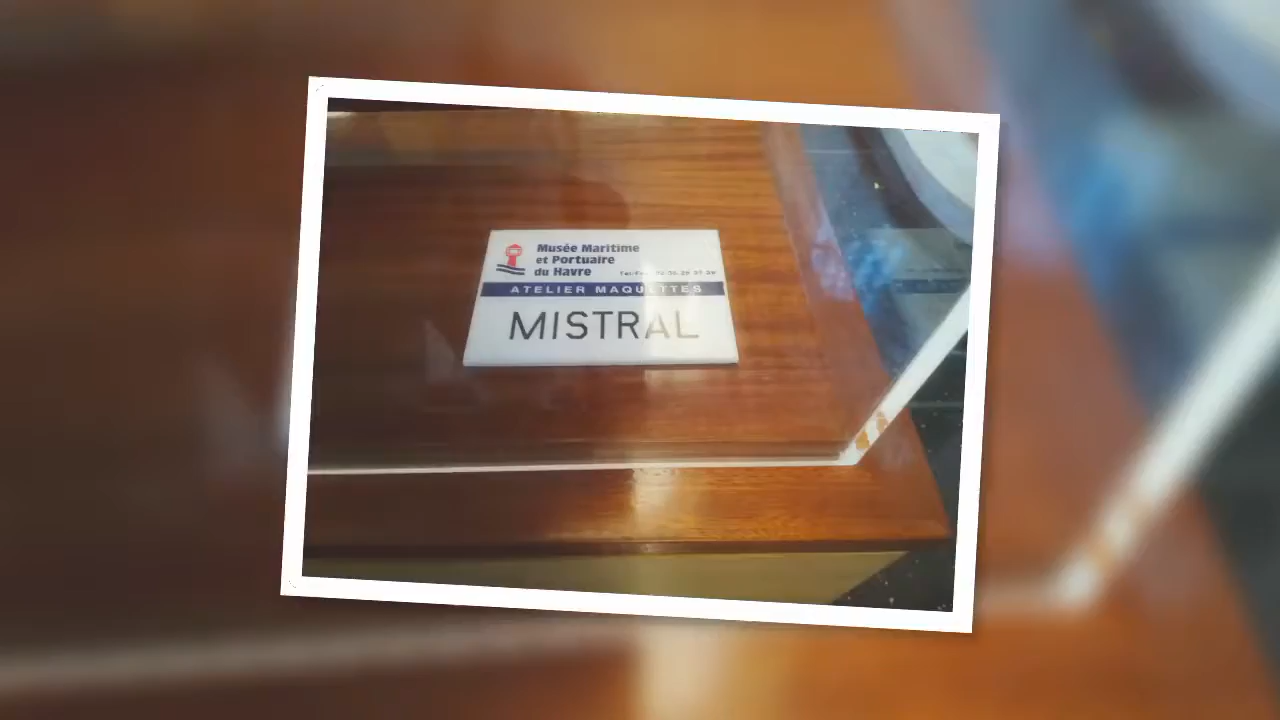 Musée Maritime
et Portuaire
du Havre
ATELIER MAQUETTES
MISTRAL